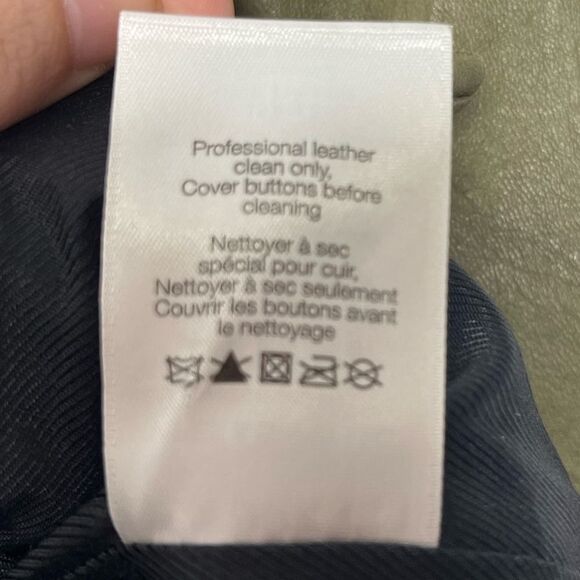 Professional leather
clean only,
Cover buttons before
cleaning
Nettoyer à sec
spécial pour cuir,
Nettoyer à sec seulement
Couvrir les boutons avant
le nettoyage